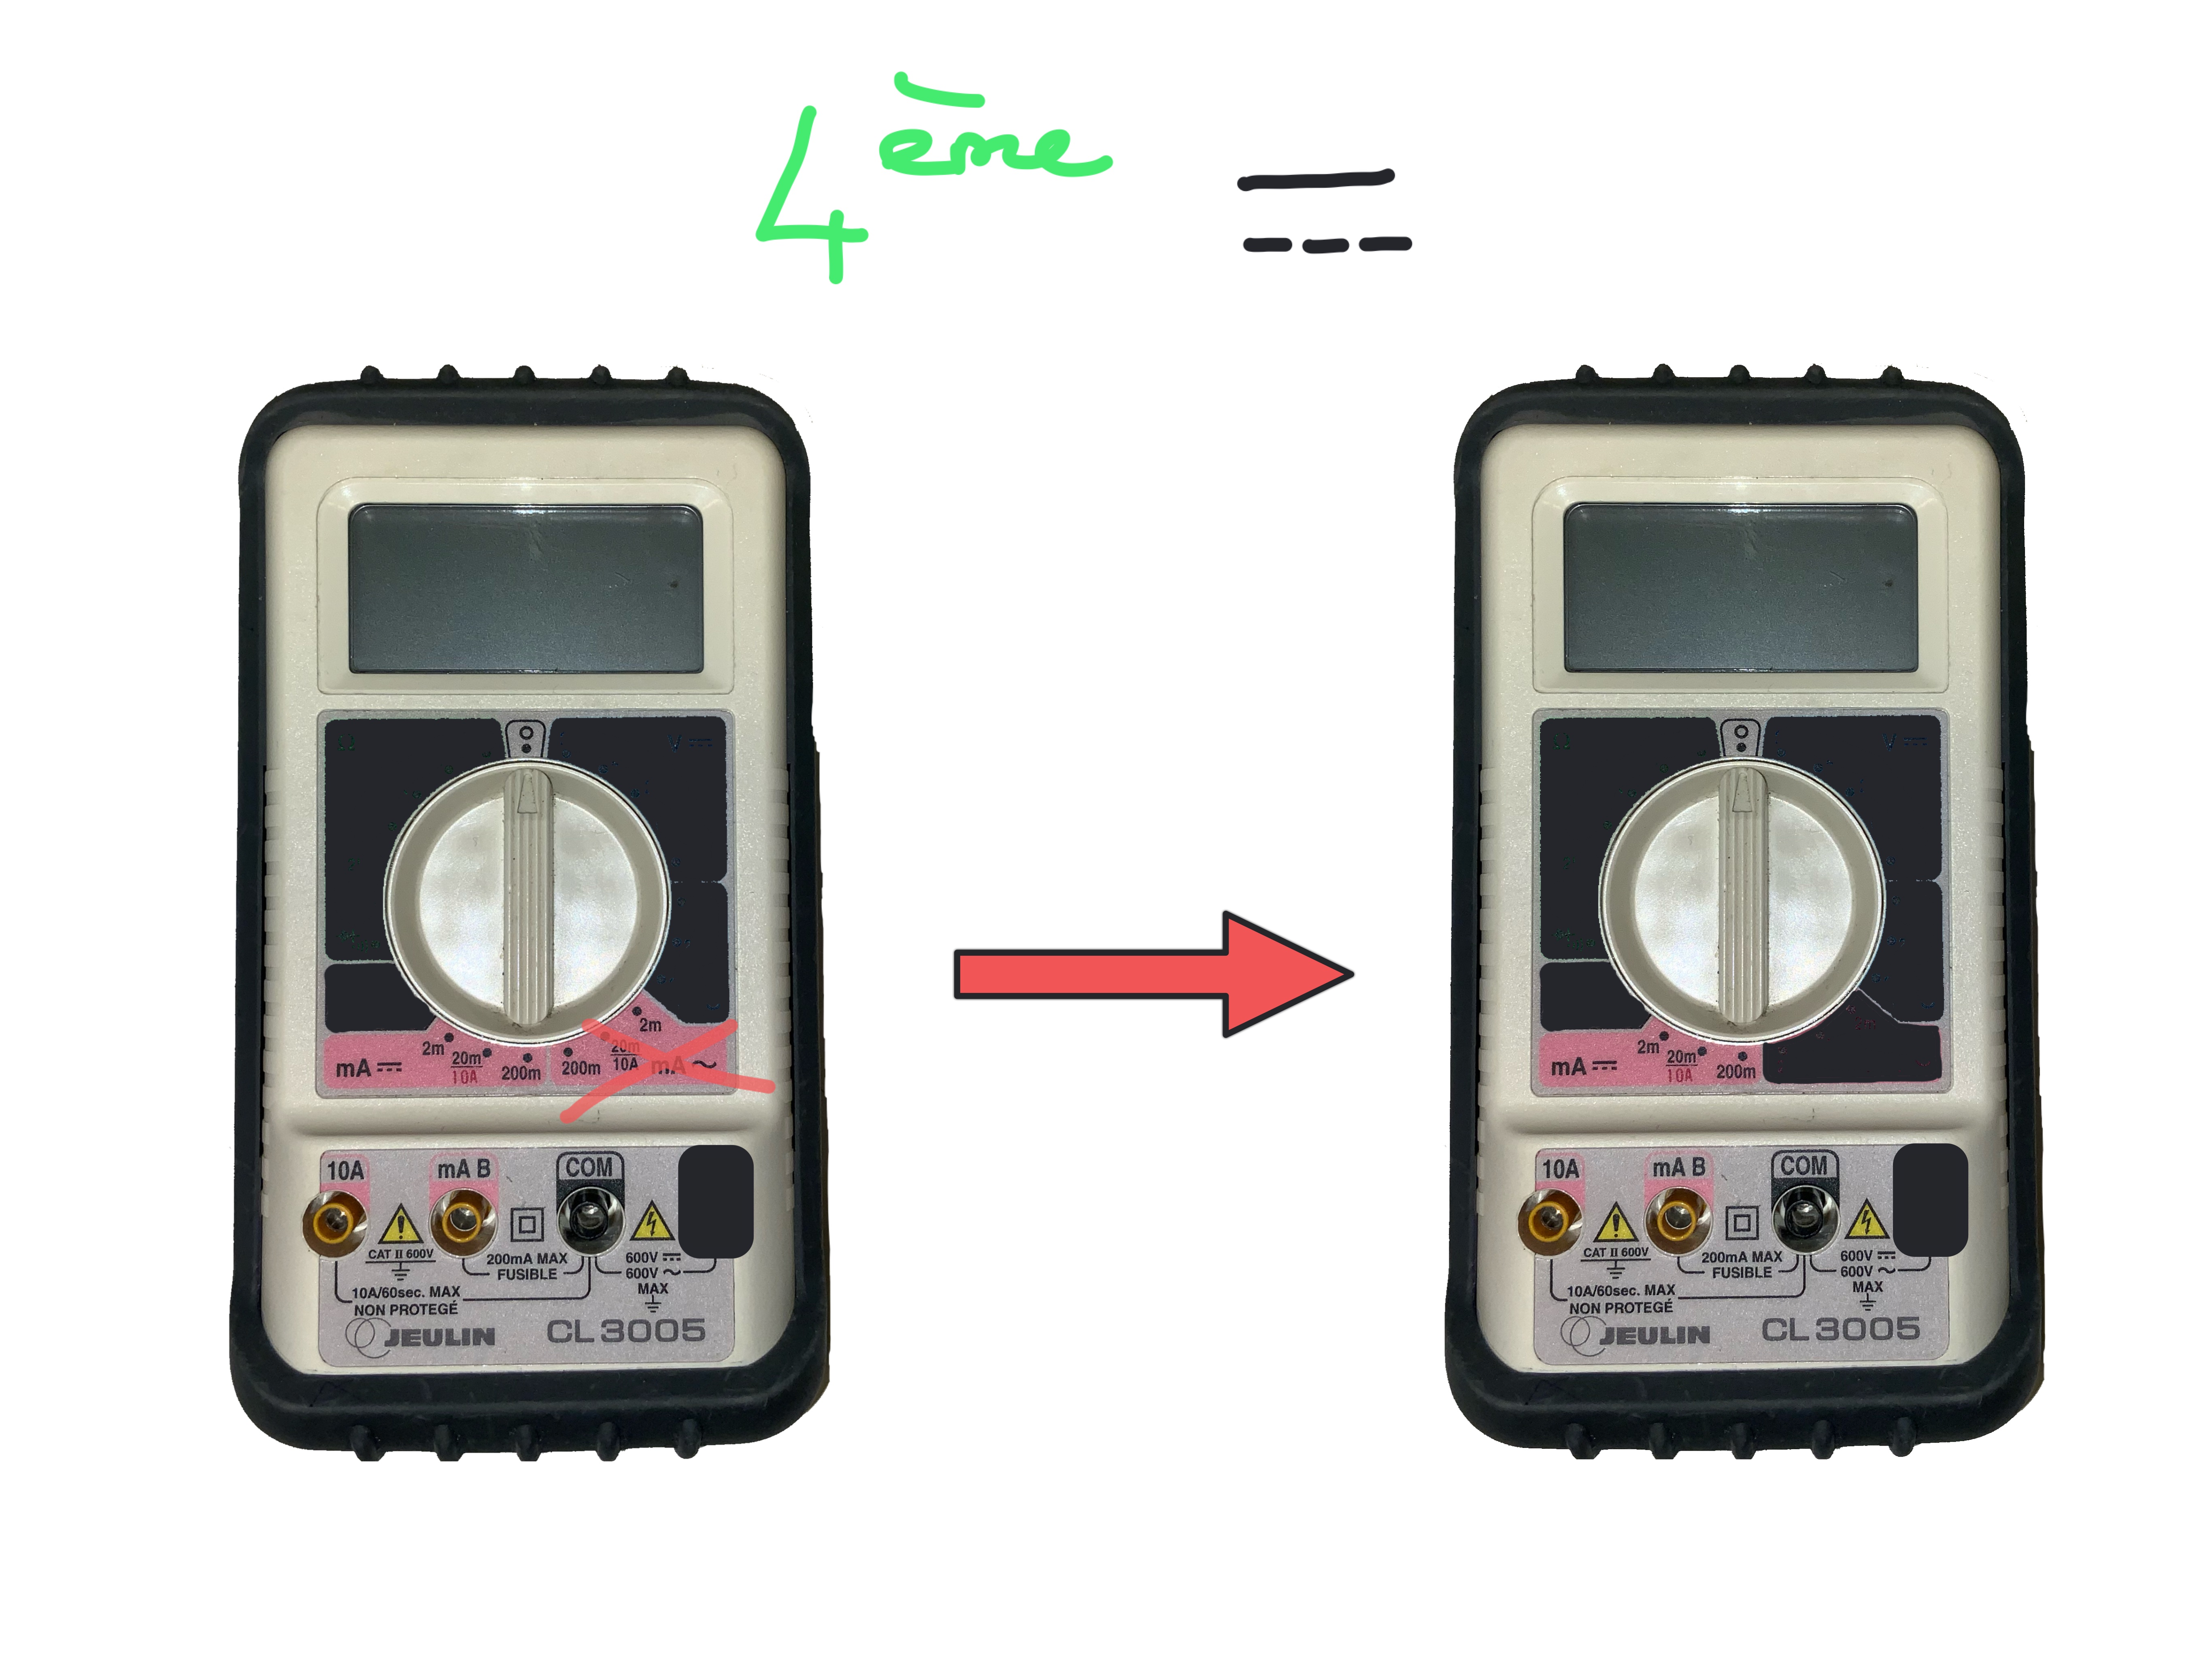 4ème
2m
20m
10A
200m
mA
200m
20m
10A
2m
mA ~
10A
mA B
COM
CAT II 600V
200mA MAX
FUSIBLE
600V
600V ~
MAX
10A/60sec. MAX
NON PROTEGÉ
JEULIN
CL3005
2m
20m
10A
200m
mA
10A
mA B
COM
CAT II 600V
200mA MAX
FUSIBLE
600V
600V ~
MAX
10A/60sec. MAX
NON PROTEGÉ
JEULIN
CL3005